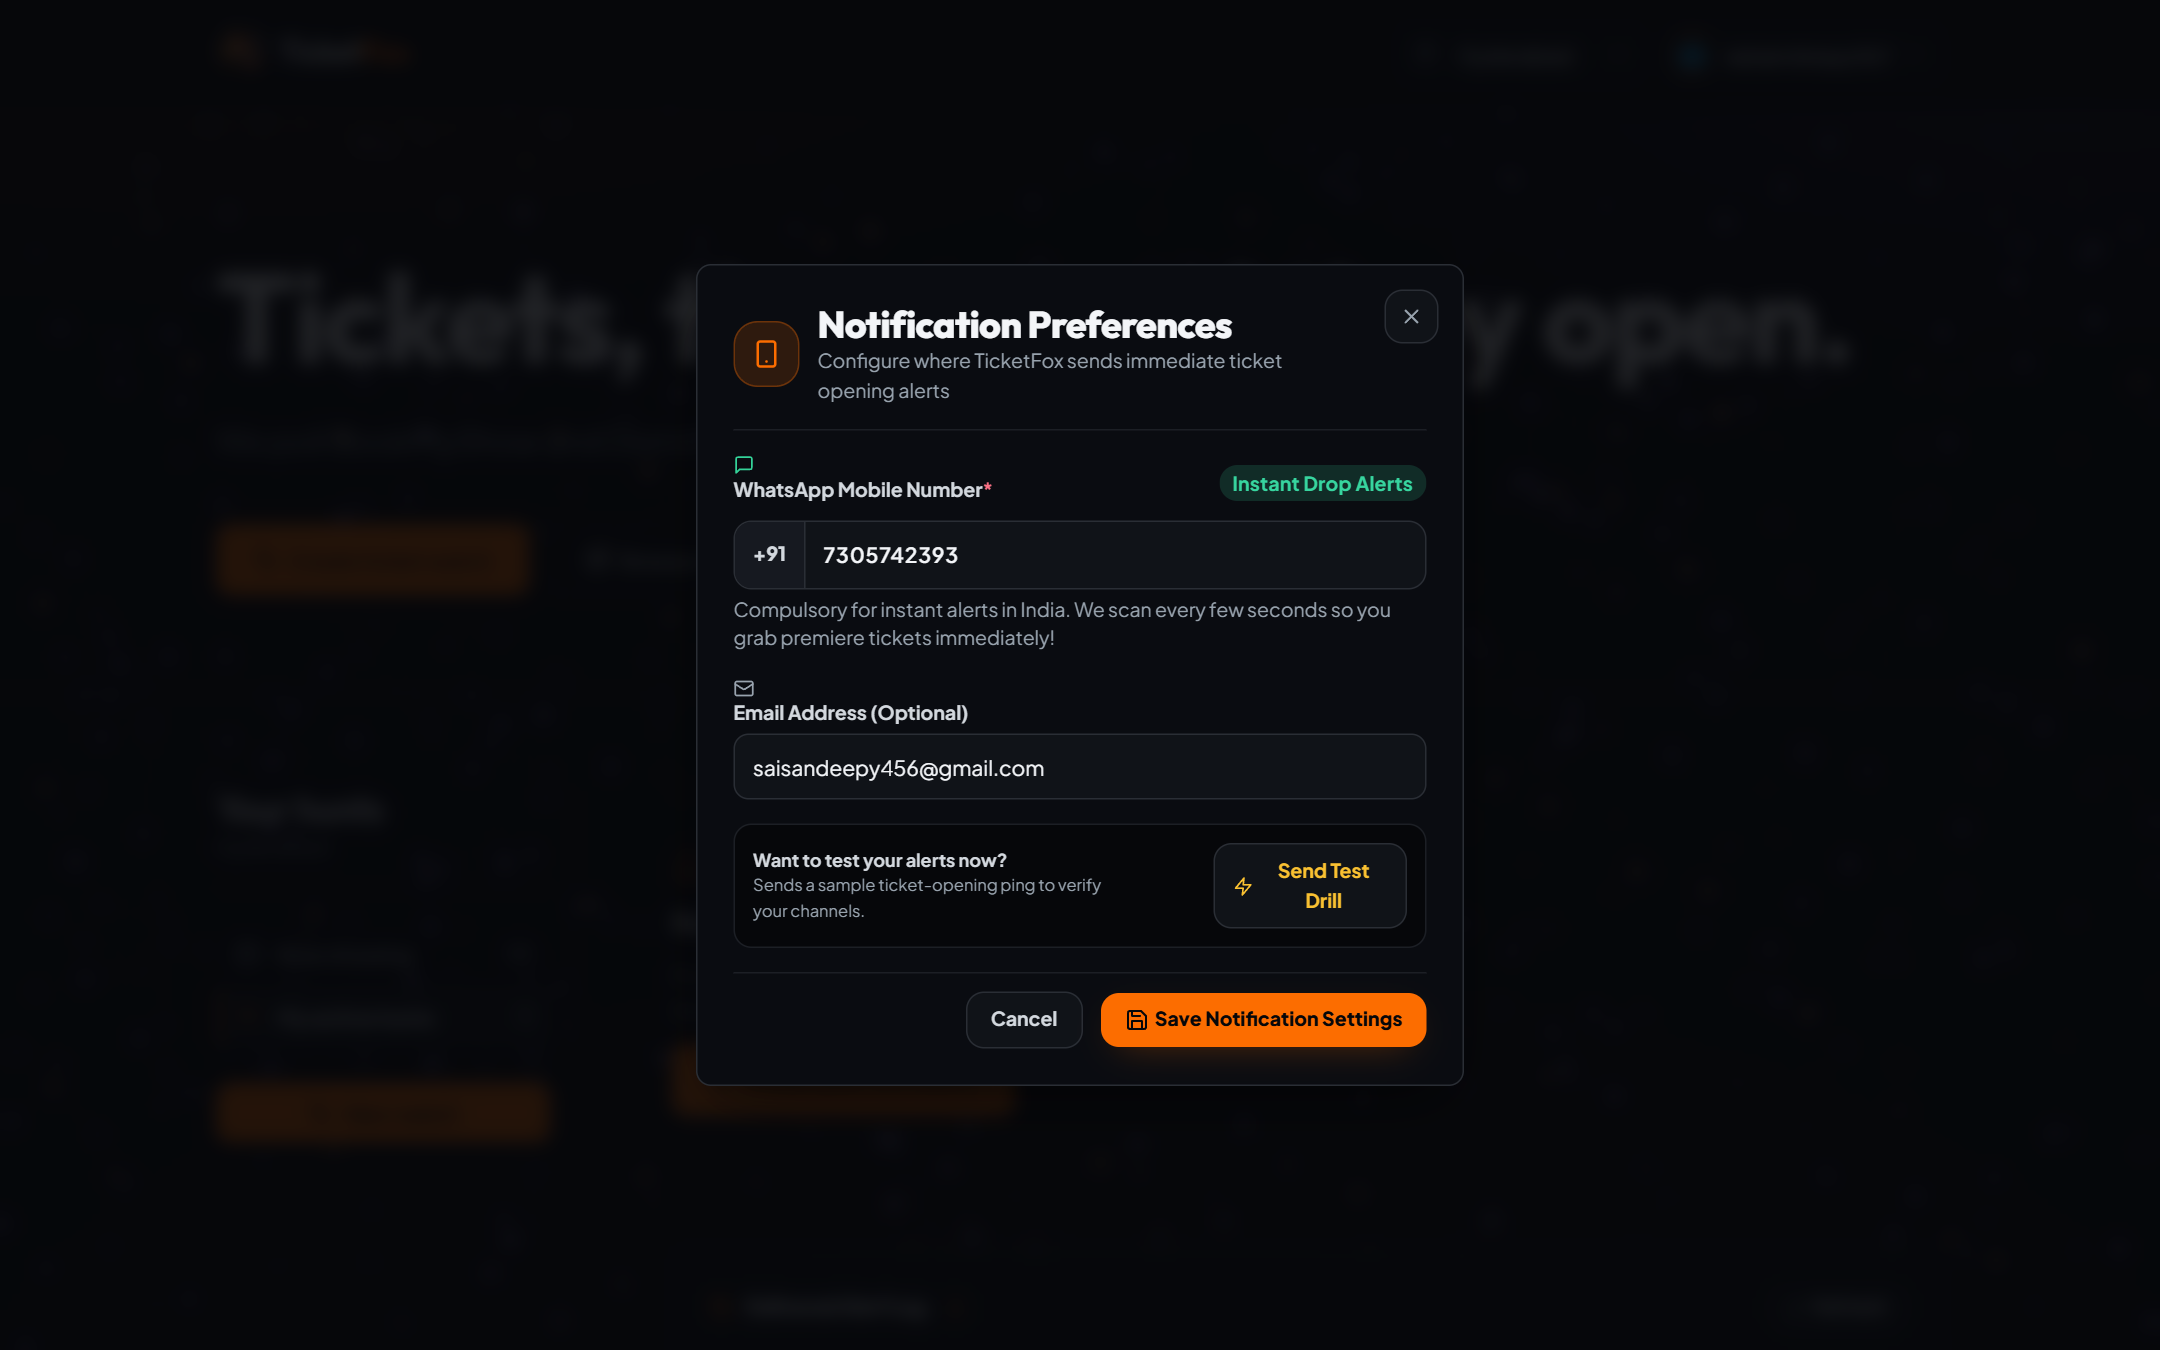 Tickets,
y open.
Notification Preferences
Configure where TicketFox sends immediate ticket
opening alerts
WhatsApp Mobile Number*
Instant Drop Alerts
+91
7305742393
Compulsory for instant alerts in India. We scan every few seconds so you
grab premiere tickets immediately!
Email Address (Optional)
saisandeepy456@gmail.com
Want to test your alerts now?
Sends a sample ticket-opening ping to verify
your channels.
Send Test
Drill
Cancel
Save Notification Settings